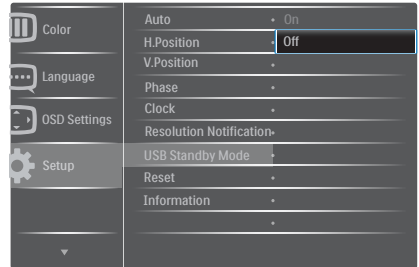 Color
Language
OSD Settings
Setup
Auto
H.Position
V.Position
Phase
Clock
Resolution Notification
USB Standby Mode
Reset
Information
On
Off